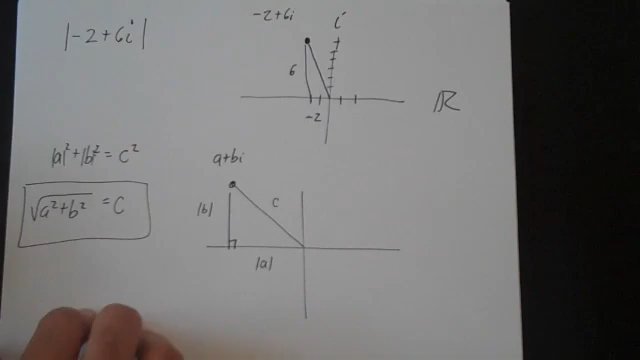 |-2+6i|
-2+6i
i
6
-2
ℝ
|a|²+|b|² = c²
√a²+b² = C
a+bi
|b|
c
|a|